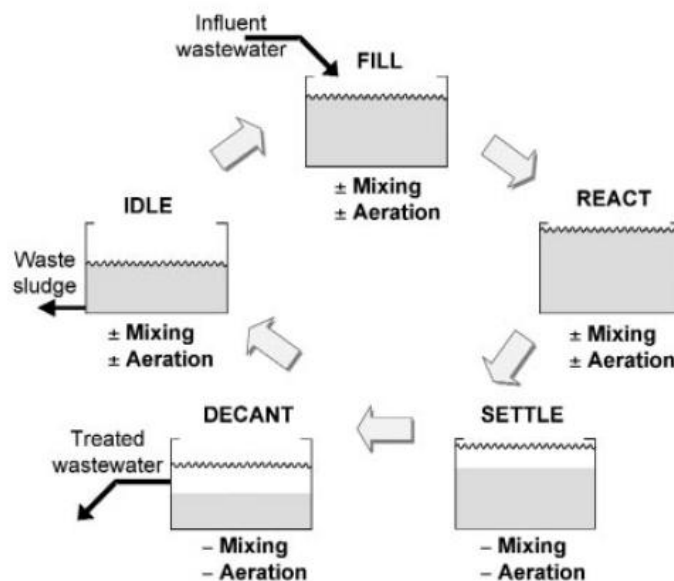 Influent
wastewater
FILL
± Mixing
± Aeration
REACT
± Mixing
± Aeration
SETTLE
– Mixing
– Aeration
DECANT
Treated
wastewater
– Mixing
– Aeration
IDLE
Waste
sludge
± Mixing
± Aeration